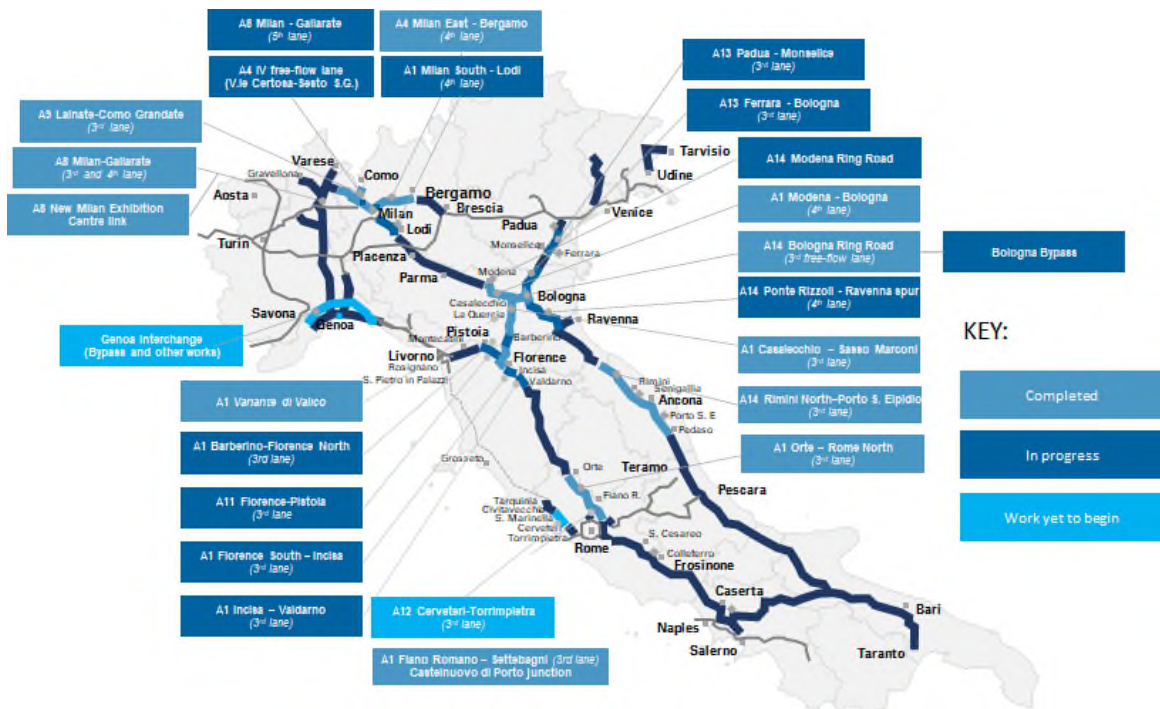 A8 Milan - Gallarate
(5th lane)
A4 Milan East - Bergamo
(4th lane)
A4 IV free-flow lane
(V.le Certosa-Sesto S.G.)
A1 Milan South - Lodi
(4th lane)
A13 Padua - Monselice
(3rd lane)
A13 Ferrara - Bologna
(3rd lane)
A9 Lainate-Como Grandate
(3rd lane)
A8 Milan-Gallarate
(3rd and 4th lane)
A8 New Milan Exhibition
Centre link
A14 Modena Ring Road
A1 Modena - Bologna
(4th lane)
A14 Bologna Ring Road
(3rd free-flow lane)
Bologna Bypass
A14 Ponte Rizzoli - Ravenna spur
(4th lane)
A1 Casalecchio – Sasso Marconi
(3rd lane)
A14 Rimini North–Porto S. Elpidio
(3rd lane)
A1 Orte – Rome North
(3rd lane)
Genoa Interchange
(Bypass and other works)
A1 Variante di Valico
A1 Barberino-Florence North
(3rd lane)
A11 Florence-Pistoia
(3rd lane
A1 Florence South – Incisa
(3rd lane)
A1 Incisa – Valdarno
(3rd lane)
A12 Cerveteri-Torrimpietra
(3rd lane)
A1 Fiano Romano – Settebagni (3rd lane)
Castelnuovo di Porto junction
KEY:
Completed
In progress
Work yet to begin
Varese
Gravellona
Como
Aosta
Bergamo
Brescia
Milan
Lodi
Turin
Piacenza
Parma
Tarvisio
Udine
Venice
Padua
Monselice
Ferrara
Modena
Bologna
Casalecchio
La Quercia
Ravenna
Savona
Genoa
Pistoia
Montecatini
Barberino
Livorno
Rosignano
S. Pietro in Palazzi
Florence
Incisa
Valdarno
Rimini
Senigallia
Ancona
Porto S. E
Pedaso
Grosseto
Orte
Teramo
Fiano R.
Pescara
Tarquinia
Civitavecchia
S. Marinella
Cerveteri
Torrimpietra
Rome
S. Cesareo
Colleferro
Frosinone
Caserta
Naples
Salerno
Bari
Taranto